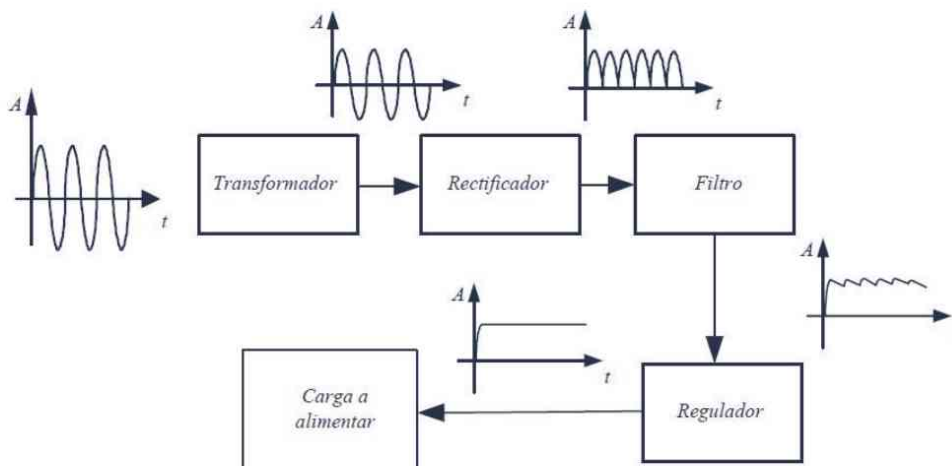 A
t
A
t
A
t
Transformador
Rectificador
Filtro
A
A
t
Carga a
alimentar
Regulador